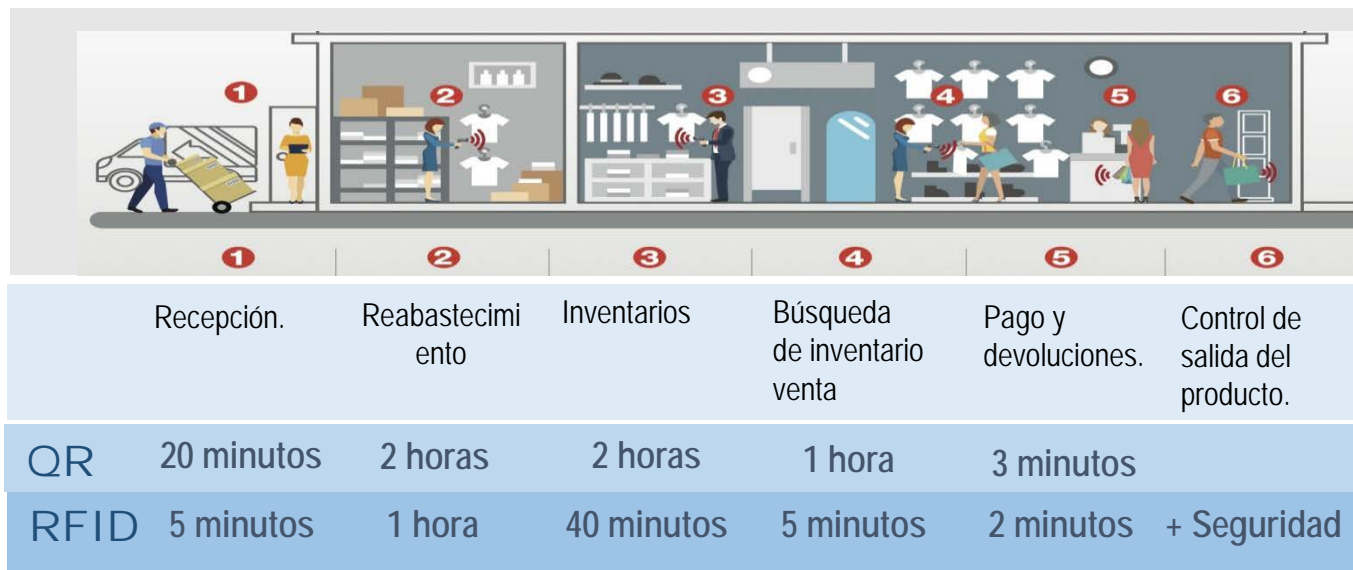 1 2 3 4 5 6
1 2 3 4 5 6
Recepción. Reabastecimi Inventarios Búsqueda Pago y Control de
ento de inventario devoluciones. salida del
venta producto.
QR 20 minutos 2 horas 2 horas 1 hora 3 minutos
RFID 5 minutos 1 hora 40 minutos 5 minutos 2 minutos + Seguridad